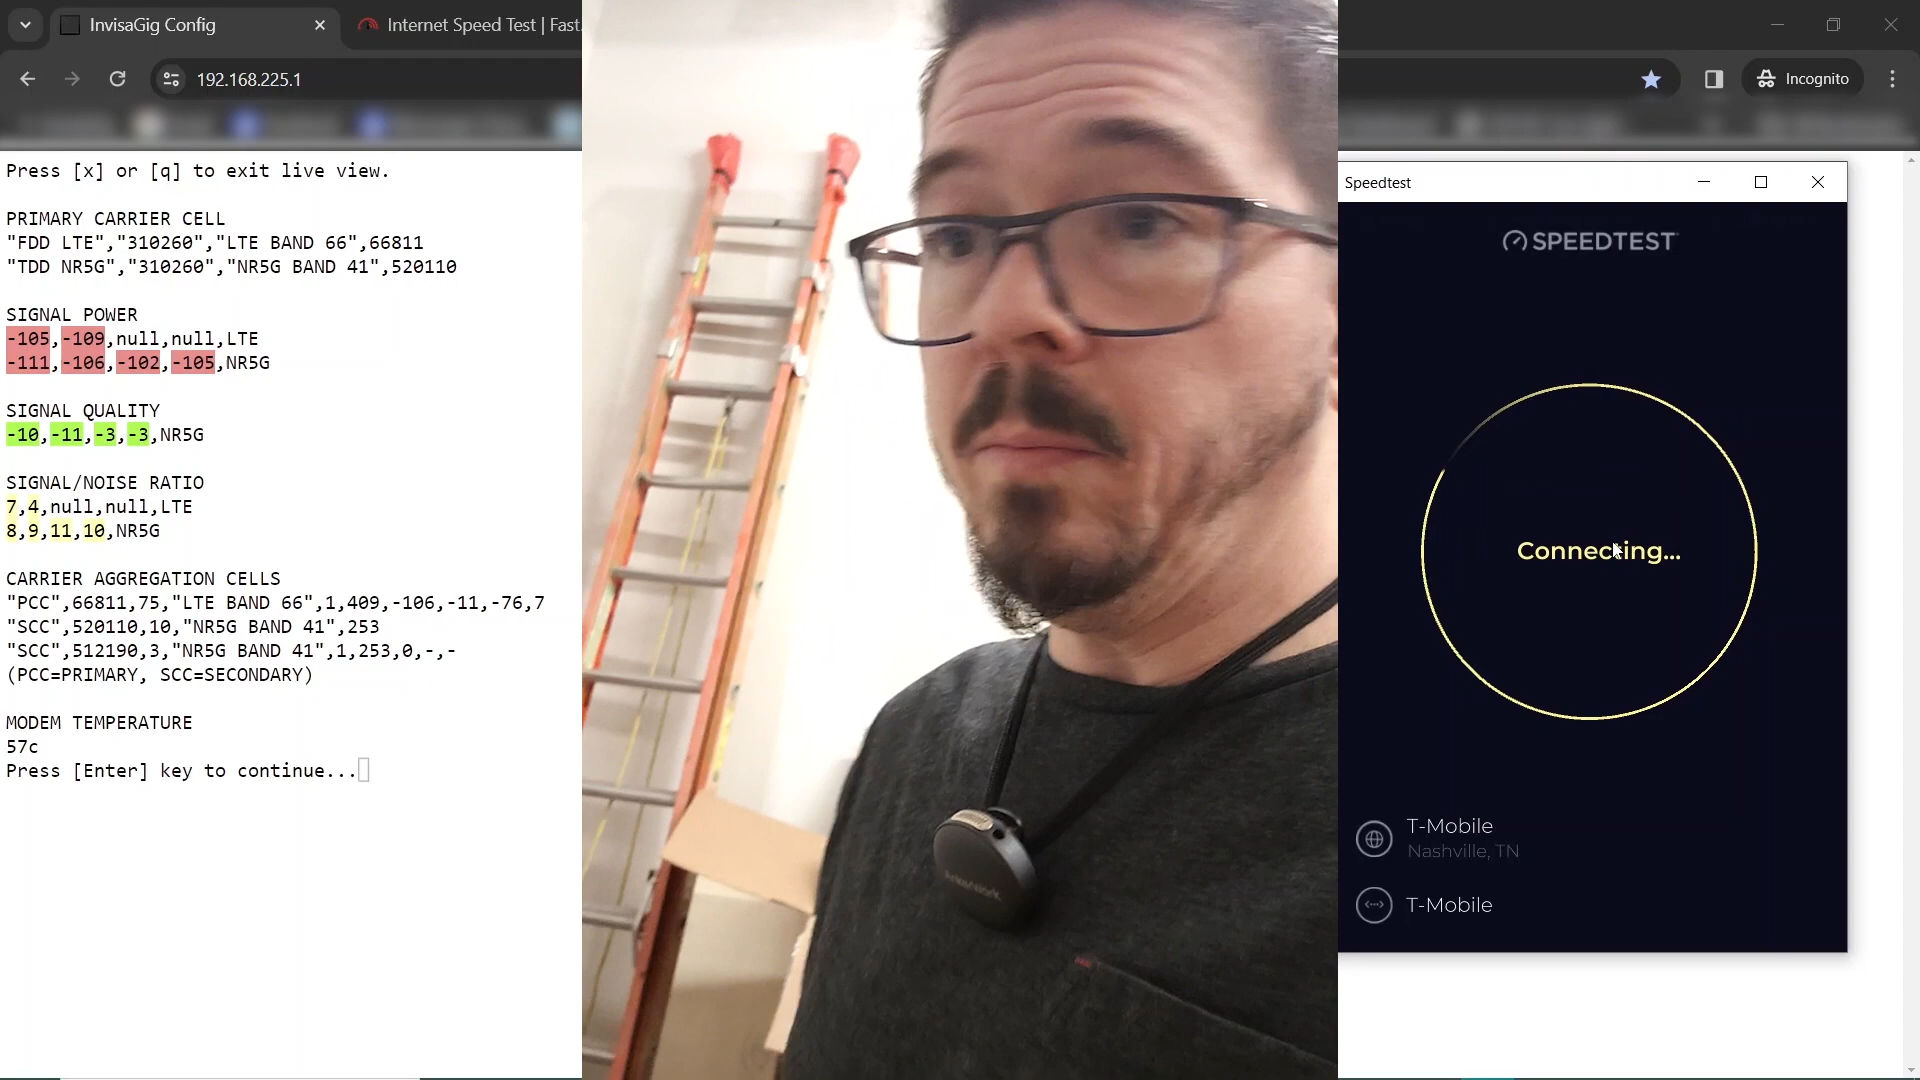 InvisaGig Config
Internet Speed Test | Fast.
192.168.225.1
Incognito
Press [x] or [q] to exit live view.
PRIMARY CARRIER CELL
"FDD LTE","310260","LTE BAND 66",66811
"TDD NR5G","310260","NR5G BAND 41",520110
SIGNAL POWER
-105,-109,null,null,LTE
-111,-106,-102,-105,NR5G
SIGNAL QUALITY
-10,-11,-3,-3,NR5G
SIGNAL/NOISE RATIO
7,4,null,null,LTE
8,9,11,10,NR5G
CARRIER AGGREGATION CELLS
"PCC",66811,75,"LTE BAND 66",1,409,-106,-11,-76,7
"SCC",520110,10,"NR5G BAND 41",253
"SCC",512190,3,"NR5G BAND 41",1,253,0,-,-
(PCC=PRIMARY, SCC=SECONDARY)
MODEM TEMPERATURE
57c
Press [Enter] key to continue...
Speedtest
SPEEDTEST
Connecting...
T-Mobile
Nashville, TN
T-Mobile